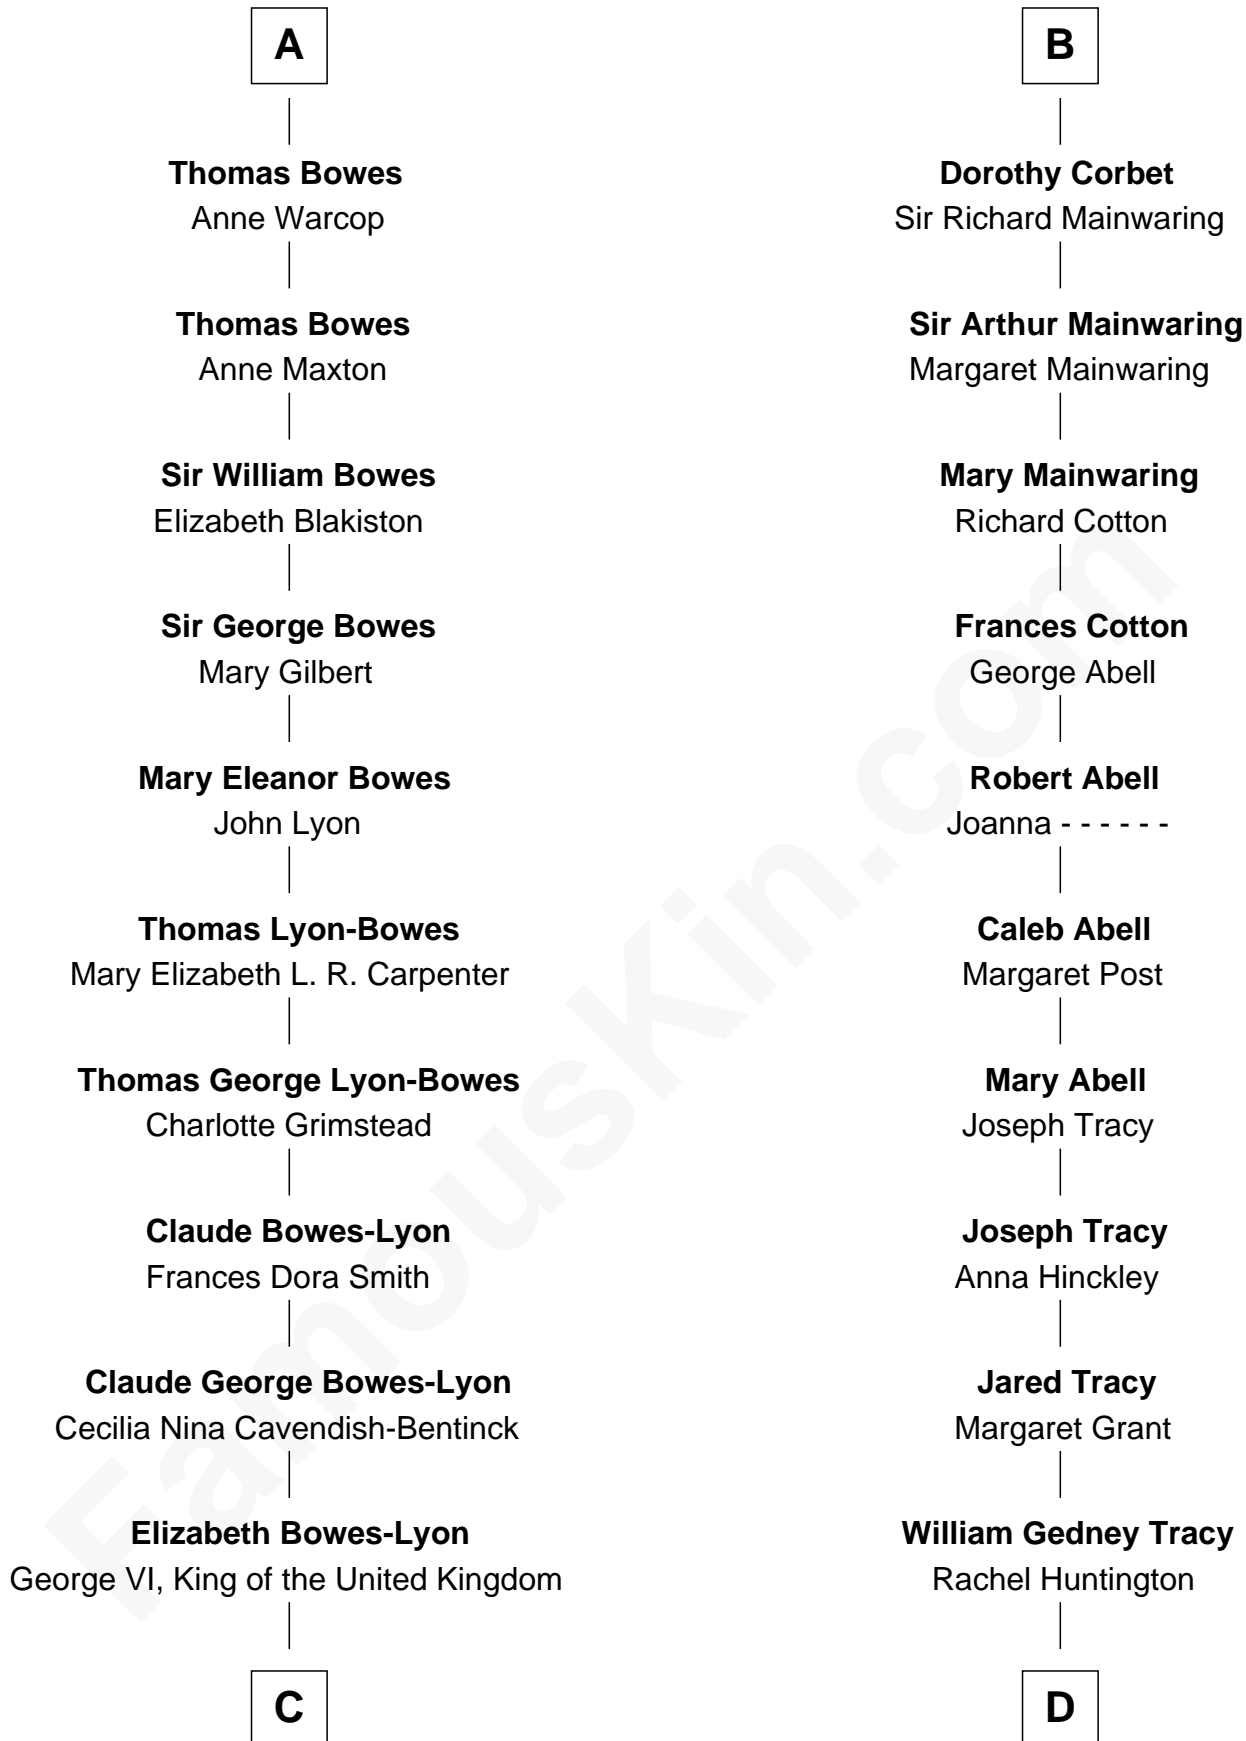 A
Thomas Bowes
Anne Warcop
Thomas Bowes
Anne Maxton
Sir William Bowes
Elizabeth Blakiston
Sir George Bowes
Mary Gilbert
Mary Eleanor Bowes
John Lyon
Thomas Lyon-Bowes
Mary Elizabeth L. R. Carpenter
Thomas George Lyon-Bowes
Charlotte Grimstead
Claude Bowes-Lyon
Frances Dora Smith
Claude George Bowes-Lyon
Cecilia Nina Cavendish-Bentinck
Elizabeth Bowes-Lyon
George VI, King of the United Kingdom
C
B
Dorothy Corbet
Sir Richard Mainwaring
Sir Arthur Mainwaring
Margaret Mainwaring
Mary Mainwaring
Richard Cotton
Frances Cotton
George Abell
Robert Abell
Joanna - - - - - -
Caleb Abell
Margaret Post
Mary Abell
Joseph Tracy
Joseph Tracy
Anna Hinckley
Jared Tracy
Margaret Grant
William Gedney Tracy
Rachel Huntington
D
FamousKin.com